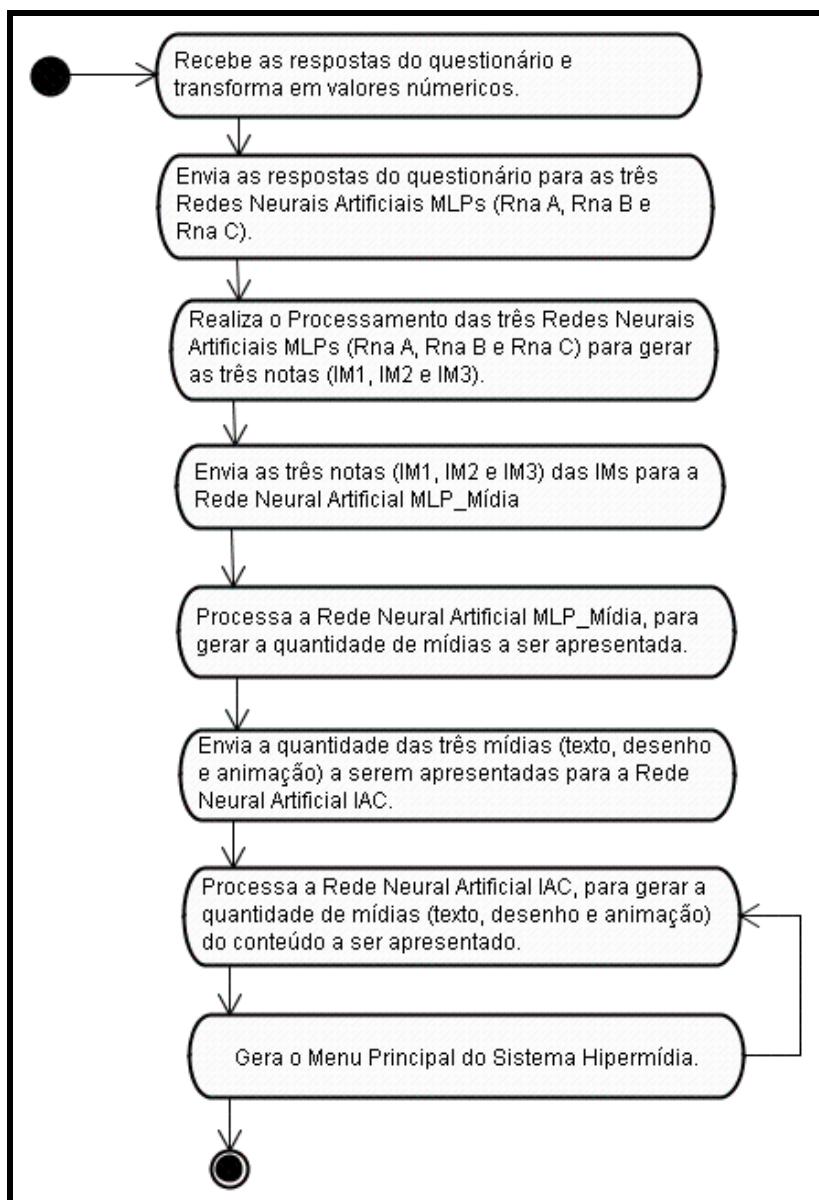 Recebe as respostas do questionário e
transforma em valores númericos.
Envia as respostas do questionário para as três
Redes Neurais Artificiais MLPs (Rna A, Rna B e
Rna C).
Realiza o Processamento das três Redes Neurais
Artificiais MLPs (Rna A, Rna B e Rna C) para gerar
as três notas (IM1, IM2 e IM3).
Envia as três notas (IM1, IM2 e IM3) das IMs para a
Rede Neural Artificial MLP_Mídia
Processa a Rede Neural Artificial MLP_Mídia, para
gerar a quantidade de mídias a ser apresentada.
Envia a quantidade das três mídias (texto, desenho
e animação) a serem apresentadas para a Rede
Neural Artificial IAC.
Processa a Rede Neural Artificial IAC, para gerar a
quantidade de mídias (texto, desenho e animação)
do conteúdo a ser apresentado.
Gera o Menu Principal do Sistema Hipermídia.